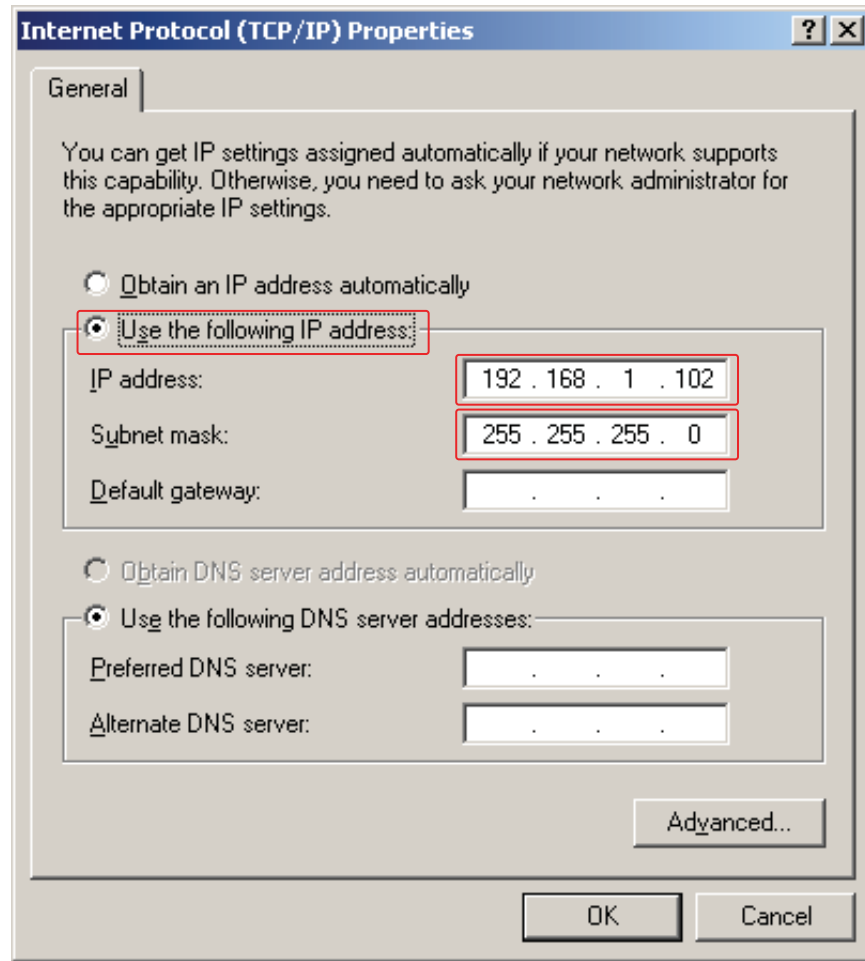 Internet Protocol (TCP/IP) Properties
General
You can get IP settings assigned automatically if your network supports
this capability. Otherwise, you need to ask your network administrator for
the appropriate IP settings.
Obtain an IP address automatically
Use the following IP address:
IP address: 192 . 168 . 1 . 102
Subnet mask: 255 . 255 . 255 . 0
Default gateway: . . .
Obtain DNS server address automatically
Use the following DNS server addresses:
Preferred DNS server: . . .
Alternate DNS server: . . .
Advanced...
OK Cancel